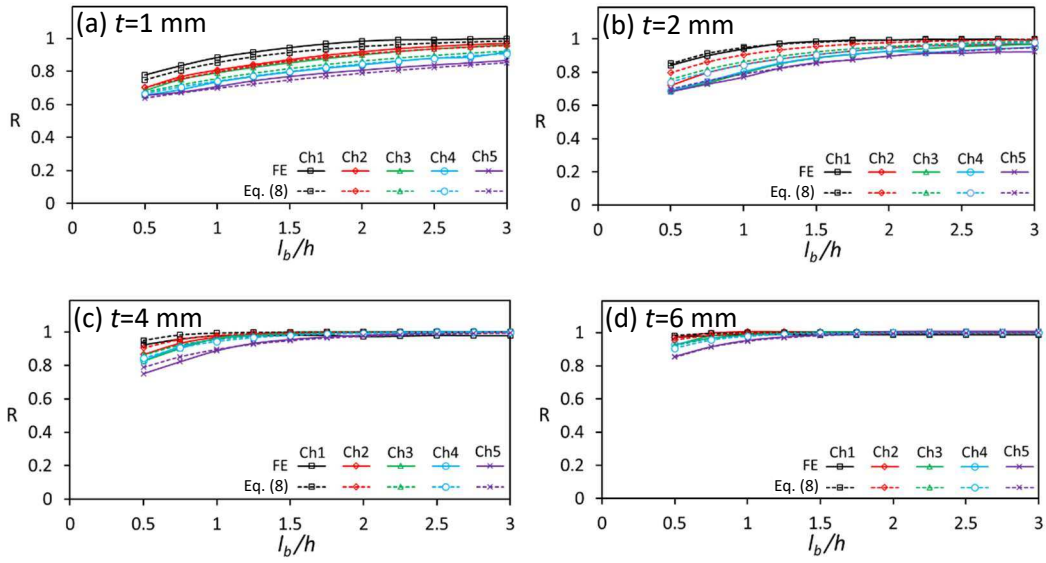 (a) t=1 mm
1
0.8
0.6
0.4
0.2
0
R
Ch1 Ch2 Ch3 Ch4 Ch5
FE
Eq. (8)
0 0.5 1 1.5 2 2.5 3
l_b/h
(b) t=2 mm
1
0.8
0.6
0.4
0.2
0
R
Ch1 Ch2 Ch3 Ch4 Ch5
FE
Eq. (8)
0 0.5 1 1.5 2 2.5 3
l_b/h
(c) t=4 mm
1
0.8
0.6
0.4
0.2
0
R
Ch1 Ch2 Ch3 Ch4 Ch5
FE
Eq. (8)
0 0.5 1 1.5 2 2.5 3
l_b/h
(d) t=6 mm
1
0.8
0.6
0.4
0.2
0
R
Ch1 Ch2 Ch3 Ch4 Ch5
FE
Eq. (8)
0 0.5 1 1.5 2 2.5 3
l_b/h